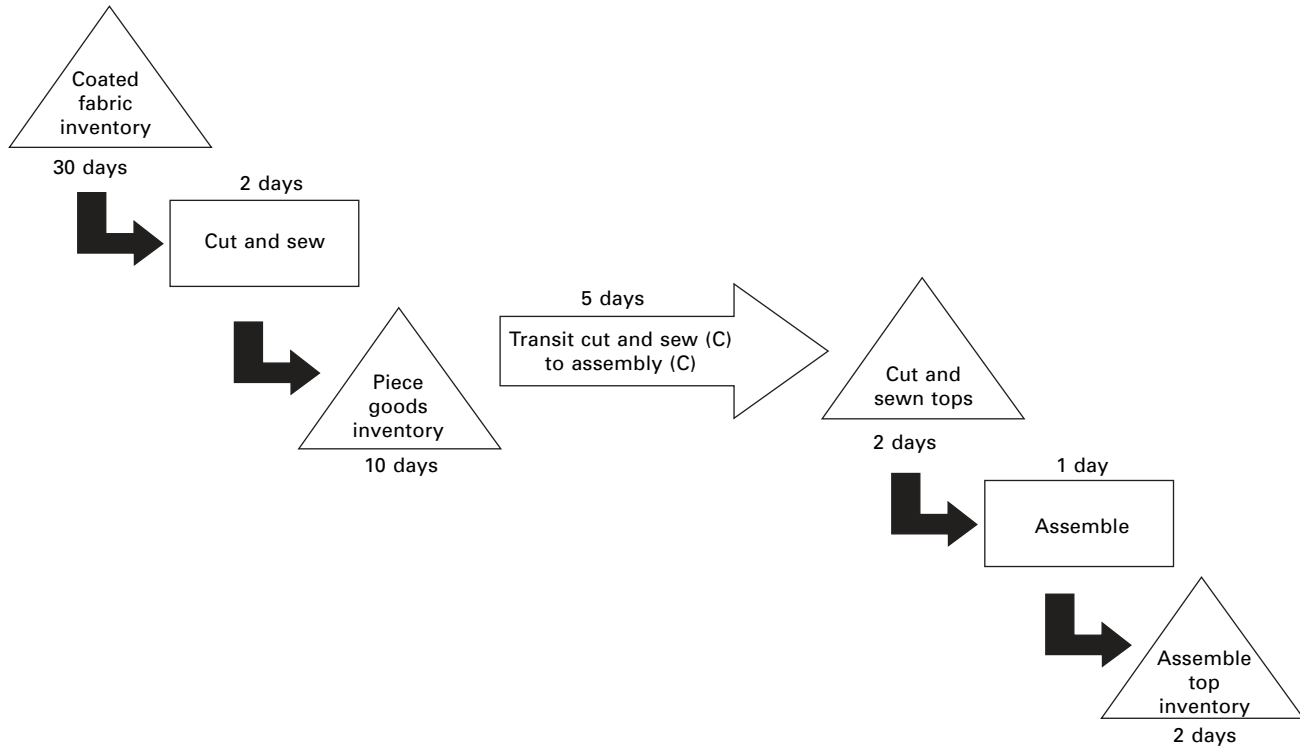 Coated
fabric
inventory
30 days
2 days
Cut and sew
Piece
goods
inventory
10 days
5 days
Transit cut and sew (C)
to assembly (C)
Cut and
sewn tops
2 days
1 day
Assemble
Assemble
top
inventory
2 days